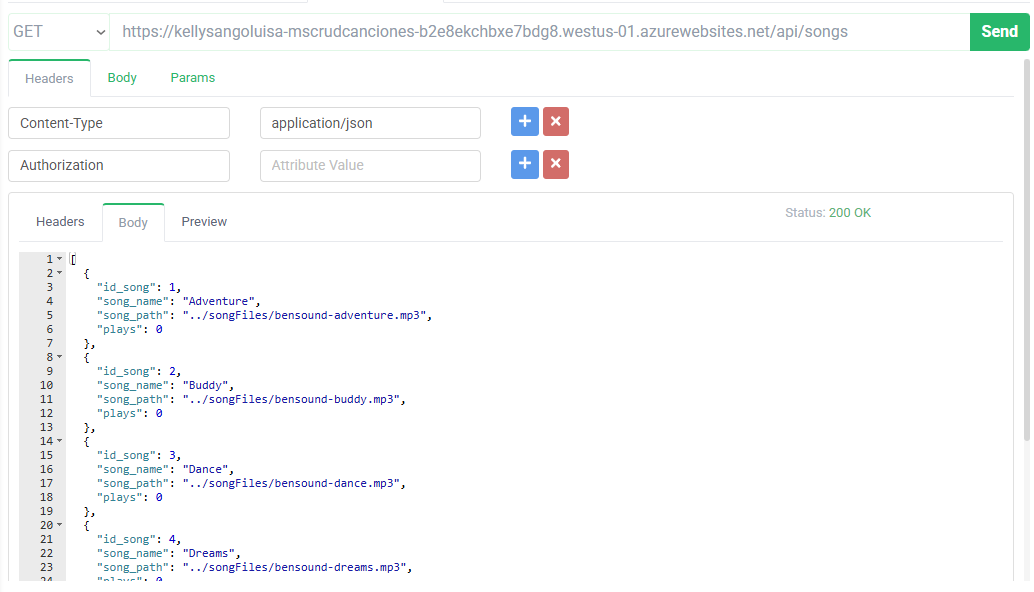 GET https://kellysangoluisa-mscrudcanciones-b2e8ekchbxe7bdg8.westus-01.azurewebsites.net/api/songs Send
Headers Body Params
Content-Type application/json
Authorization Attribute Value
Headers Body Preview Status: 200 OK
1 [
2 {
3 "id_song": 1,
4 "song_name": "Adventure",
5 "song_path": "../songFiles/bensound-adventure.mp3",
6 "plays": 0
7 },
8 {
9 "id_song": 2,
10 "song_name": "Buddy",
11 "song_path": "../songFiles/bensound-buddy.mp3",
12 "plays": 0
13 },
14 {
15 "id_song": 3,
16 "song_name": "Dance",
17 "song_path": "../songFiles/bensound-dance.mp3",
18 "plays": 0
19 },
20 {
21 "id_song": 4,
22 "song_name": "Dreams",
23 "song_path": "../songFiles/bensound-dreams.mp3",
24 "plays": 0